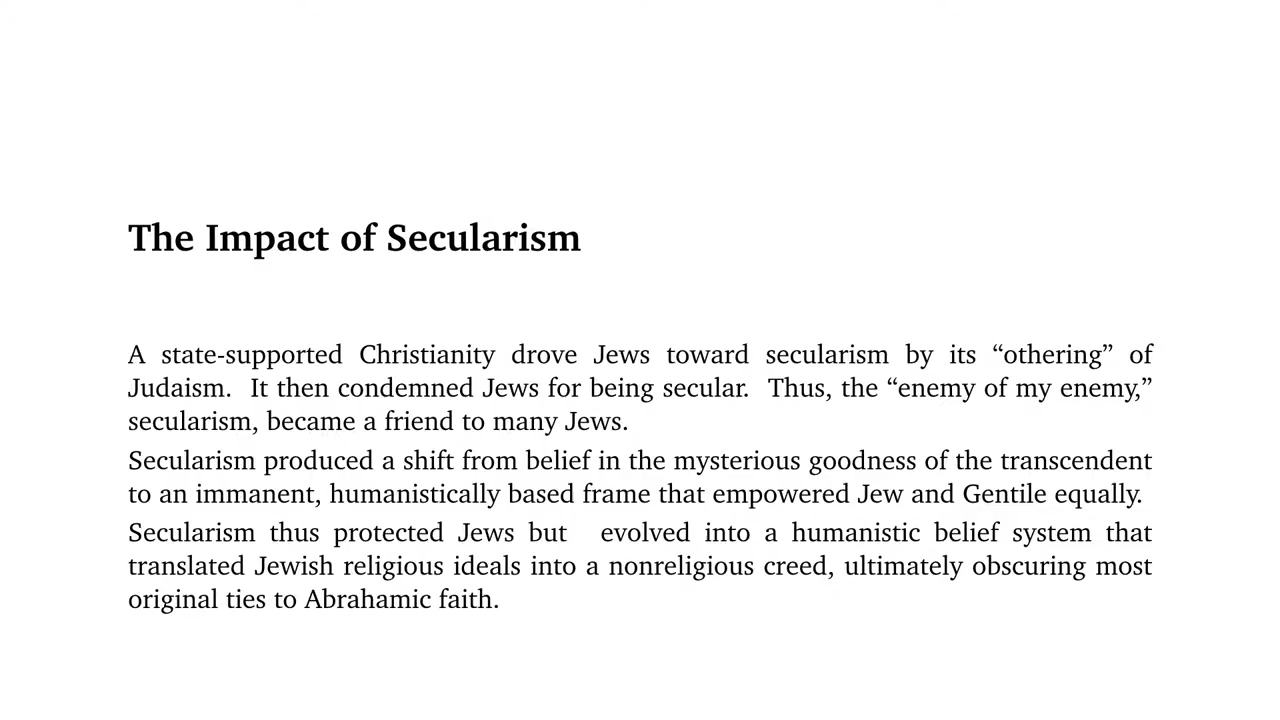 The Impact of Secularism
A state-supported Christianity drove Jews toward secularism by its “othering” of
Judaism. It then condemned Jews for being secular. Thus, the “enemy of my enemy,”
secularism, became a friend to many Jews.
Secularism produced a shift from belief in the mysterious goodness of the transcendent
to an immanent, humanistically based frame that empowered Jew and Gentile equally.
Secularism thus protected Jews but evolved into a humanistic belief system that
translated Jewish religious ideals into a nonreligious creed, ultimately obscuring most
original ties to Abrahamic faith.